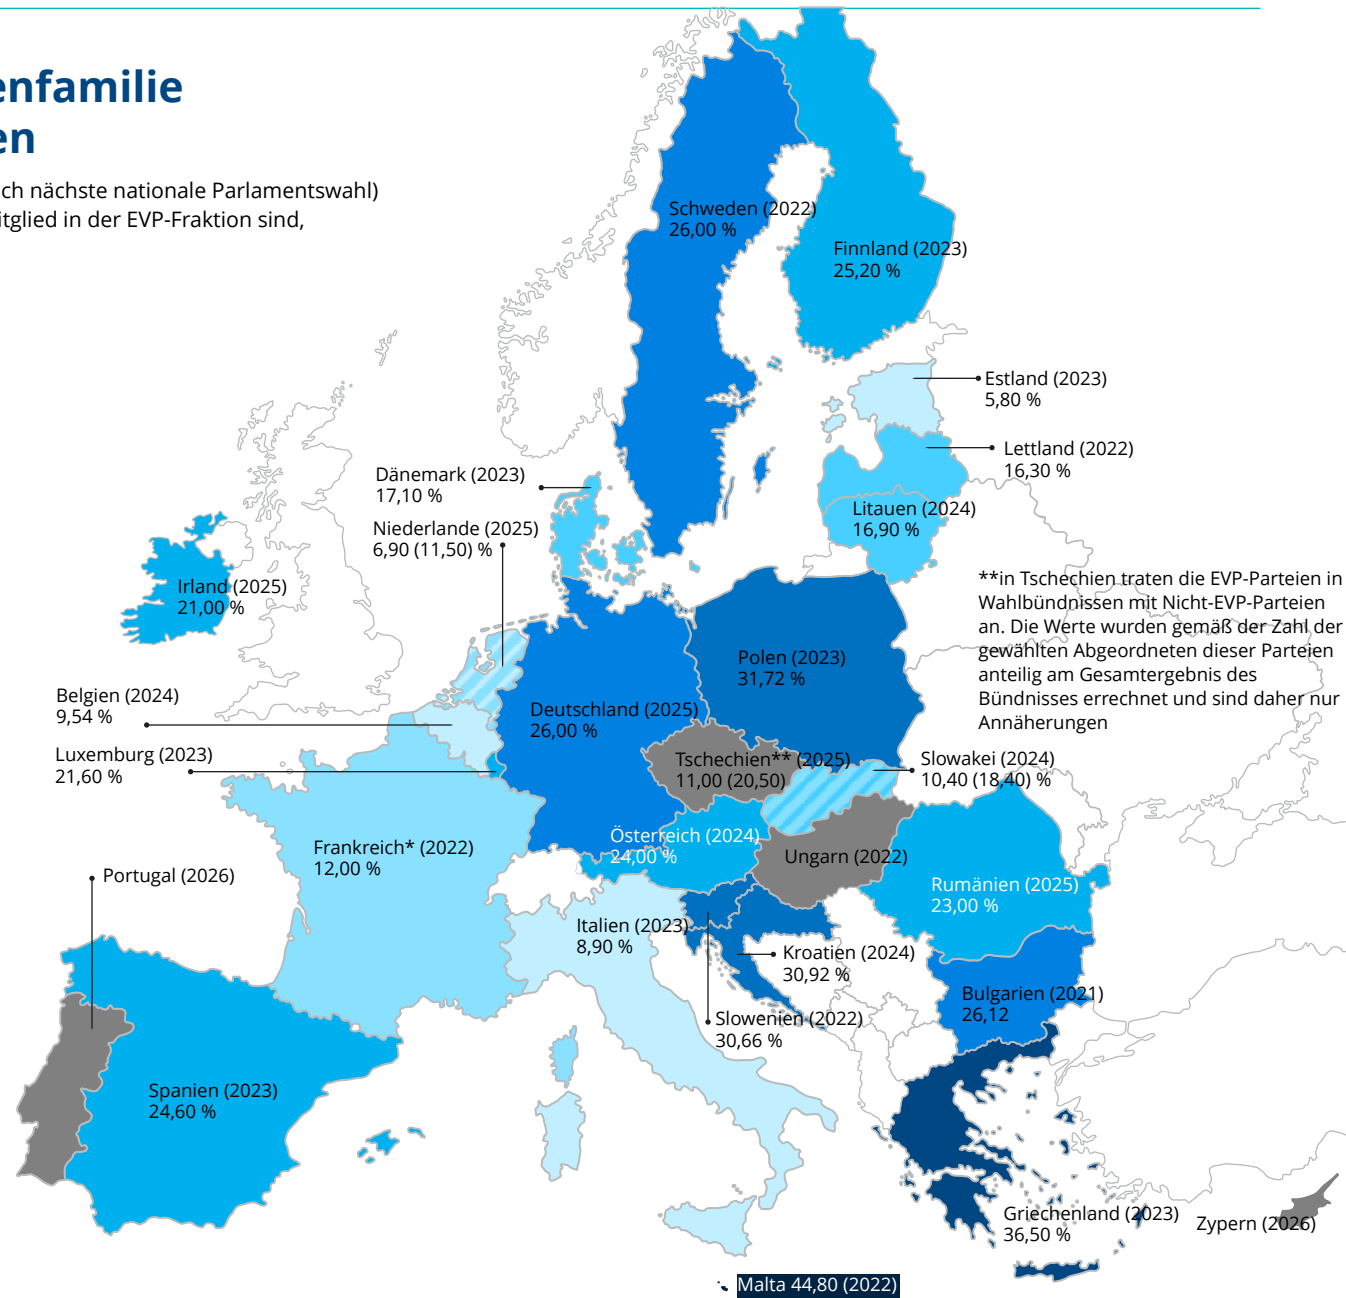 enfamilie
en
ch nächste nationale Parlamentswahl)
itglied in der EVP-Fraktion sind,
Schweden (2022)
26,00 %
Finnland (2023)
25,20 %
Estland (2023)
5,80 %
Lettland (2022)
16,30 %
Dänemark (2023)
17,10 %
Litauen (2024)
16,90 %
Niederlande (2025)
6,90 (11,50) %
Irland (2025)
21,00 %
**in Tschechien traten die EVP-Parteien in
Wahlbündnissen mit Nicht-EVP-Parteien
an. Die Werte wurden gemäß der Zahl der
gewählten Abgeordneten dieser Parteien
anteilig am Gesamtergebnis des
Bündnisses errechnet und sind daher nur
Annäherungen
Polen (2023)
31,72 %
Belgien (2024)
9,54 %
Deutschland (2025)
26,00 %
Luxemburg (2023)
21,60 %
Tschechien** (2025)
11,00 (20,50)
Slowakei (2024)
10,40 (18,40) %
Frankreich* (2022)
12,00 %
Österreich (2024)
24,00 %
Ungarn (2022)
Portugal (2026)
Rumänien (2025)
23,00 %
Italien (2023)
8,90 %
Kroatien (2024)
30,92 %
Bulgarien (2021)
26,12
Slowenien (2022)
30,66 %
Spanien (2023)
24,60 %
Griechenland (2023)
36,50 %
Zypern (2026)
Malta 44,80 (2022)